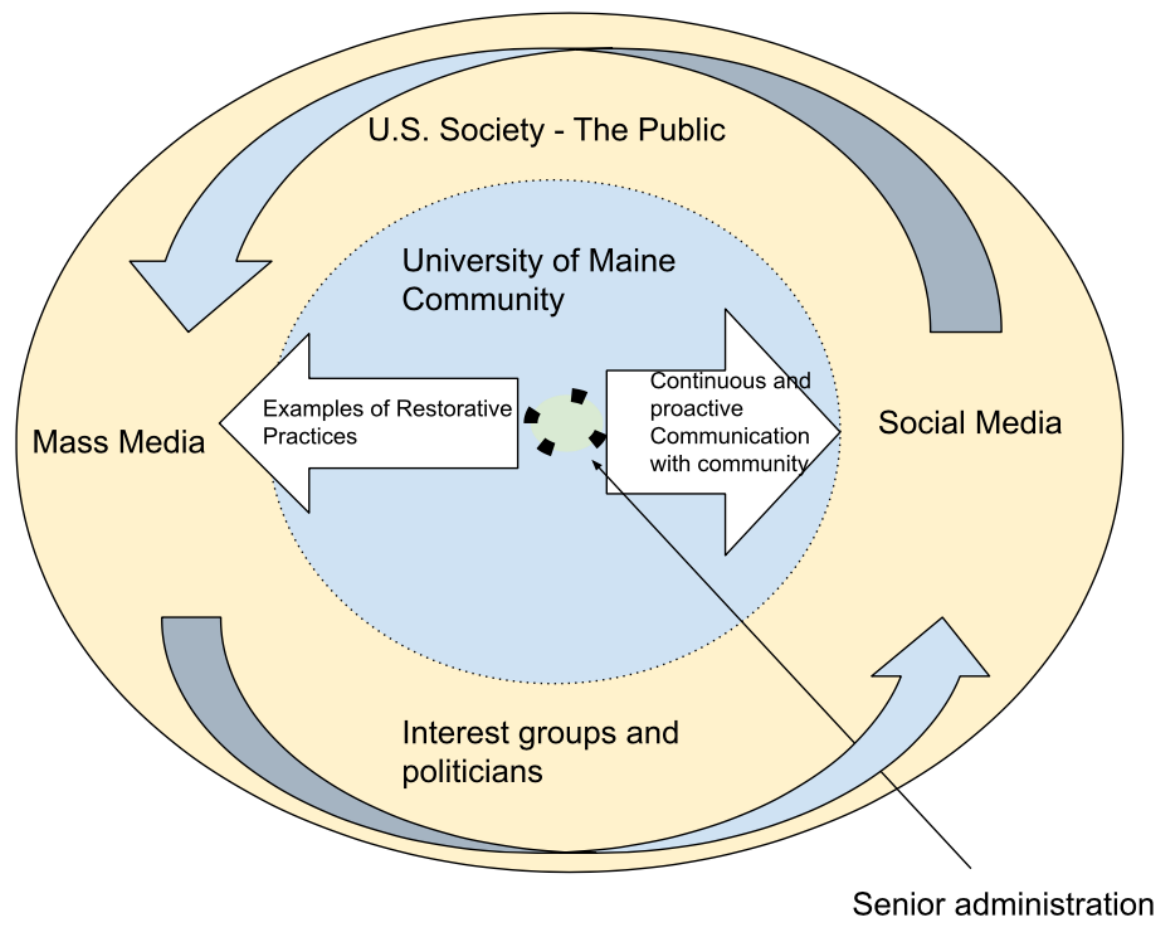 U.S. Society - The Public
University of Maine
Community
Examples of Restorative
Practices
Continuous and
proactive
Communication
with community
Mass Media
Social Media
Interest groups and
politicians
Senior administration